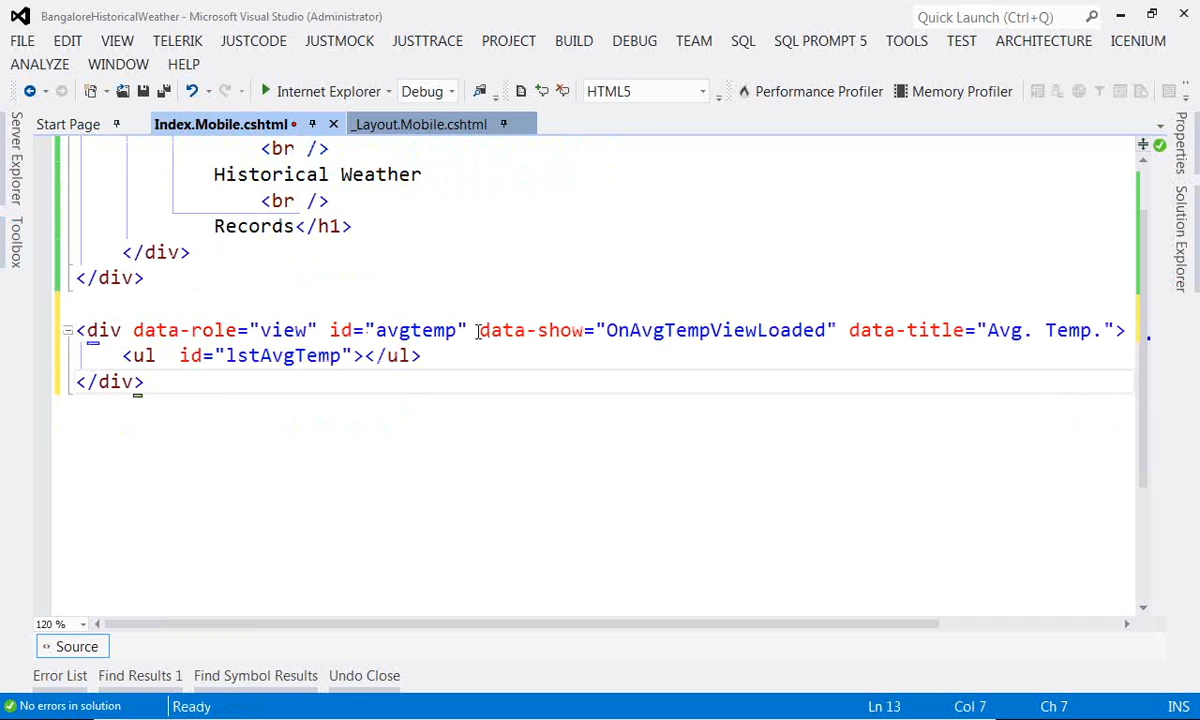 BangaloreHistoricalWeather - Microsoft Visual Studio (Administrator)
Quick Launch (Ctrl+Q)
FILE EDIT VIEW TELERIK JUSTCODE JUSTMOCK JUSTTRACE PROJECT BUILD DEBUG TEAM SQL SQL PROMPT 5 TOOLS TEST ARCHITECTURE ICENIUM
ANALYZE WINDOW HELP
Internet Explorer Debug HTML5 Performance Profiler Memory Profiler
Start Page Index.Mobile.cshtml _Layout.Mobile.cshtml
Server Explorer
Toolbox
Properties
Solution Explorer
<br />
Historical Weather
<br />
Records</h1>
</div>
</div>
<div data-role="view" id="avgtemp" data-show="OnAvgTempViewLoaded" data-title="Avg. Temp.">
<ul id="lstAvgTemp"></ul>
</div>
120 %
Source
Error List Find Results 1 Find Symbol Results Undo Close
No errors in solution Ready Ln 13 Col 7 Ch 7 INS